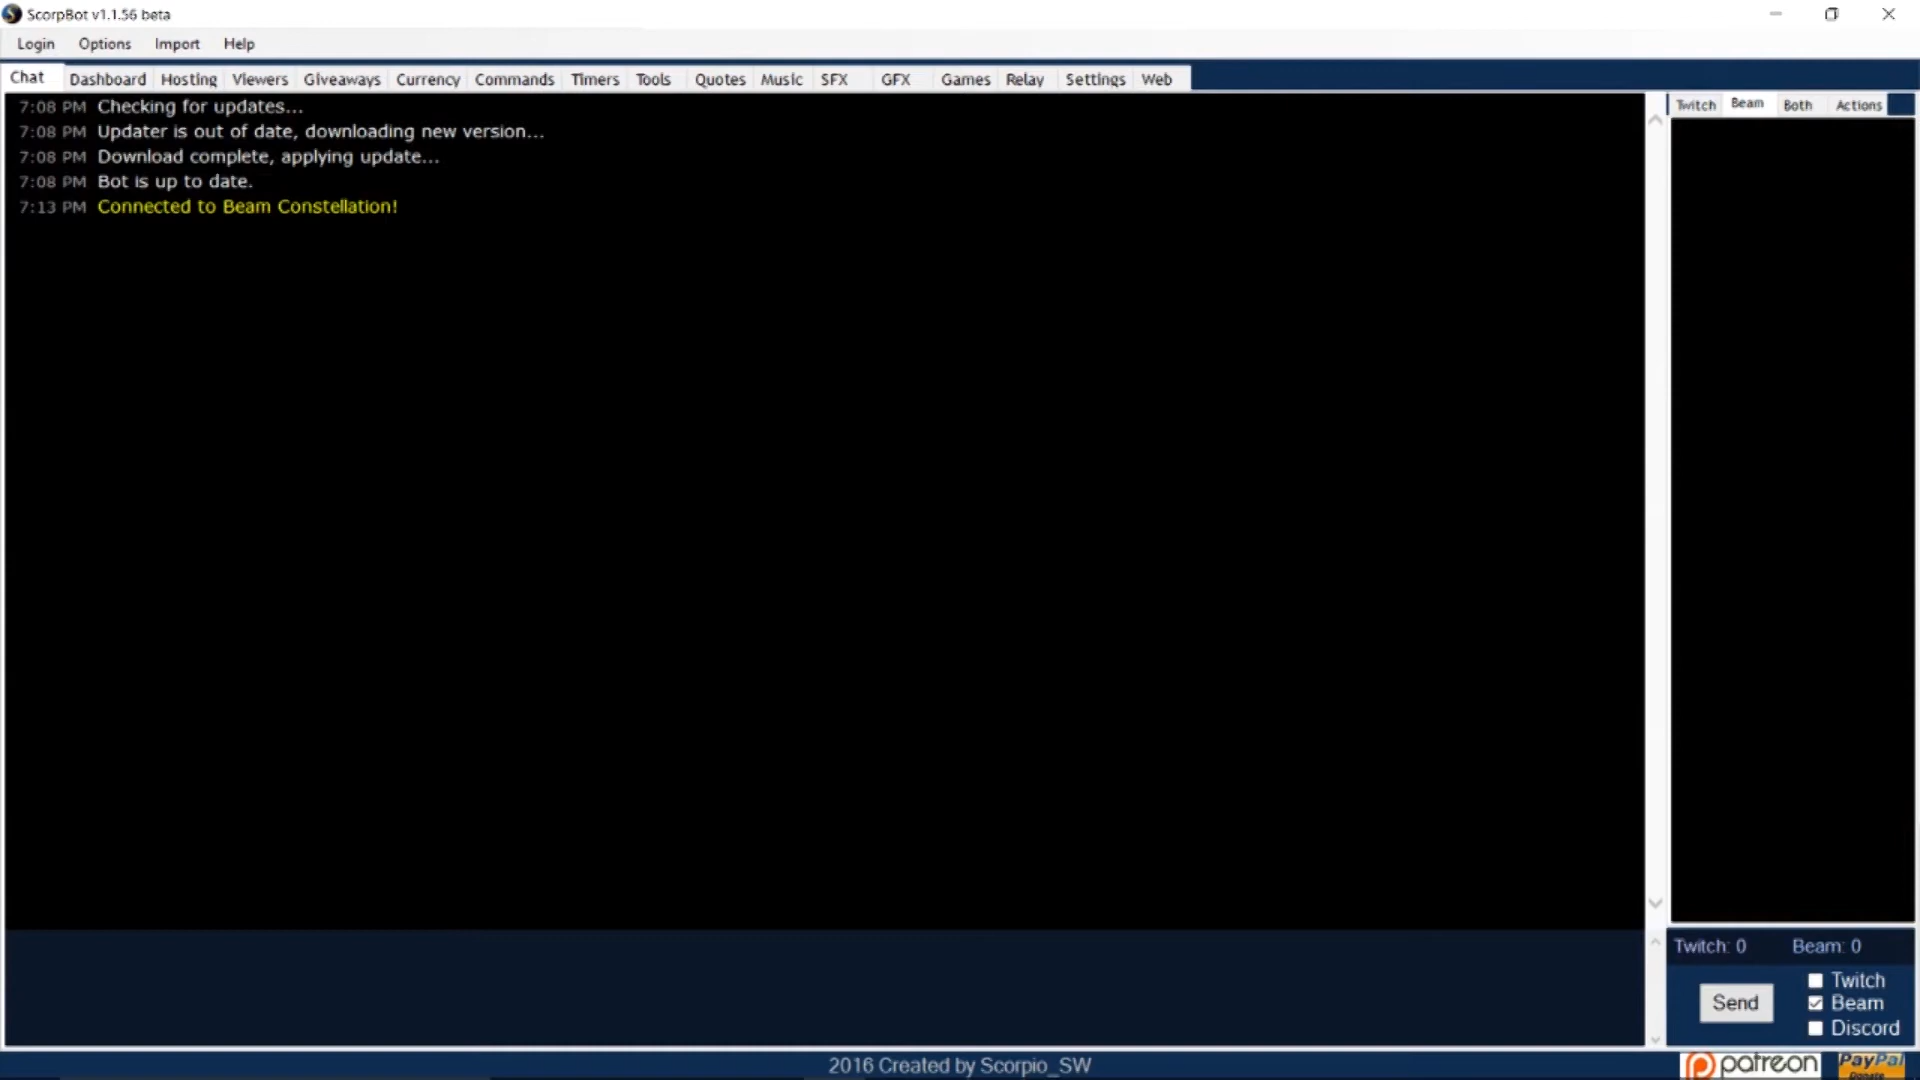 ScorpBot v1.1.56 beta
Login Options Import Help
Chat Dashboard Hosting Viewers Giveaways Currency Commands Timers Tools Quotes Music SFX GFX Games Relay Settings Web
Twitch Beam Both Actions
7:08 PM Checking for updates...
7:08 PM Updater is out of date, downloading new version...
7:08 PM Download complete, applying update...
7:08 PM Bot is up to date.
7:13 PM Connected to Beam Constellation!
Twitch: 0 Beam: 0
Twitch
Send Beam
Discord
2016 Created by Scorpio_SW
patreon PayPal
Donate